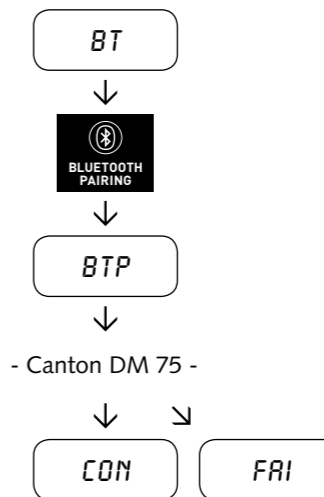 BT
BLUETOOTH
PAIRING
BTP
- Canton DM 75 -
CON
FAI